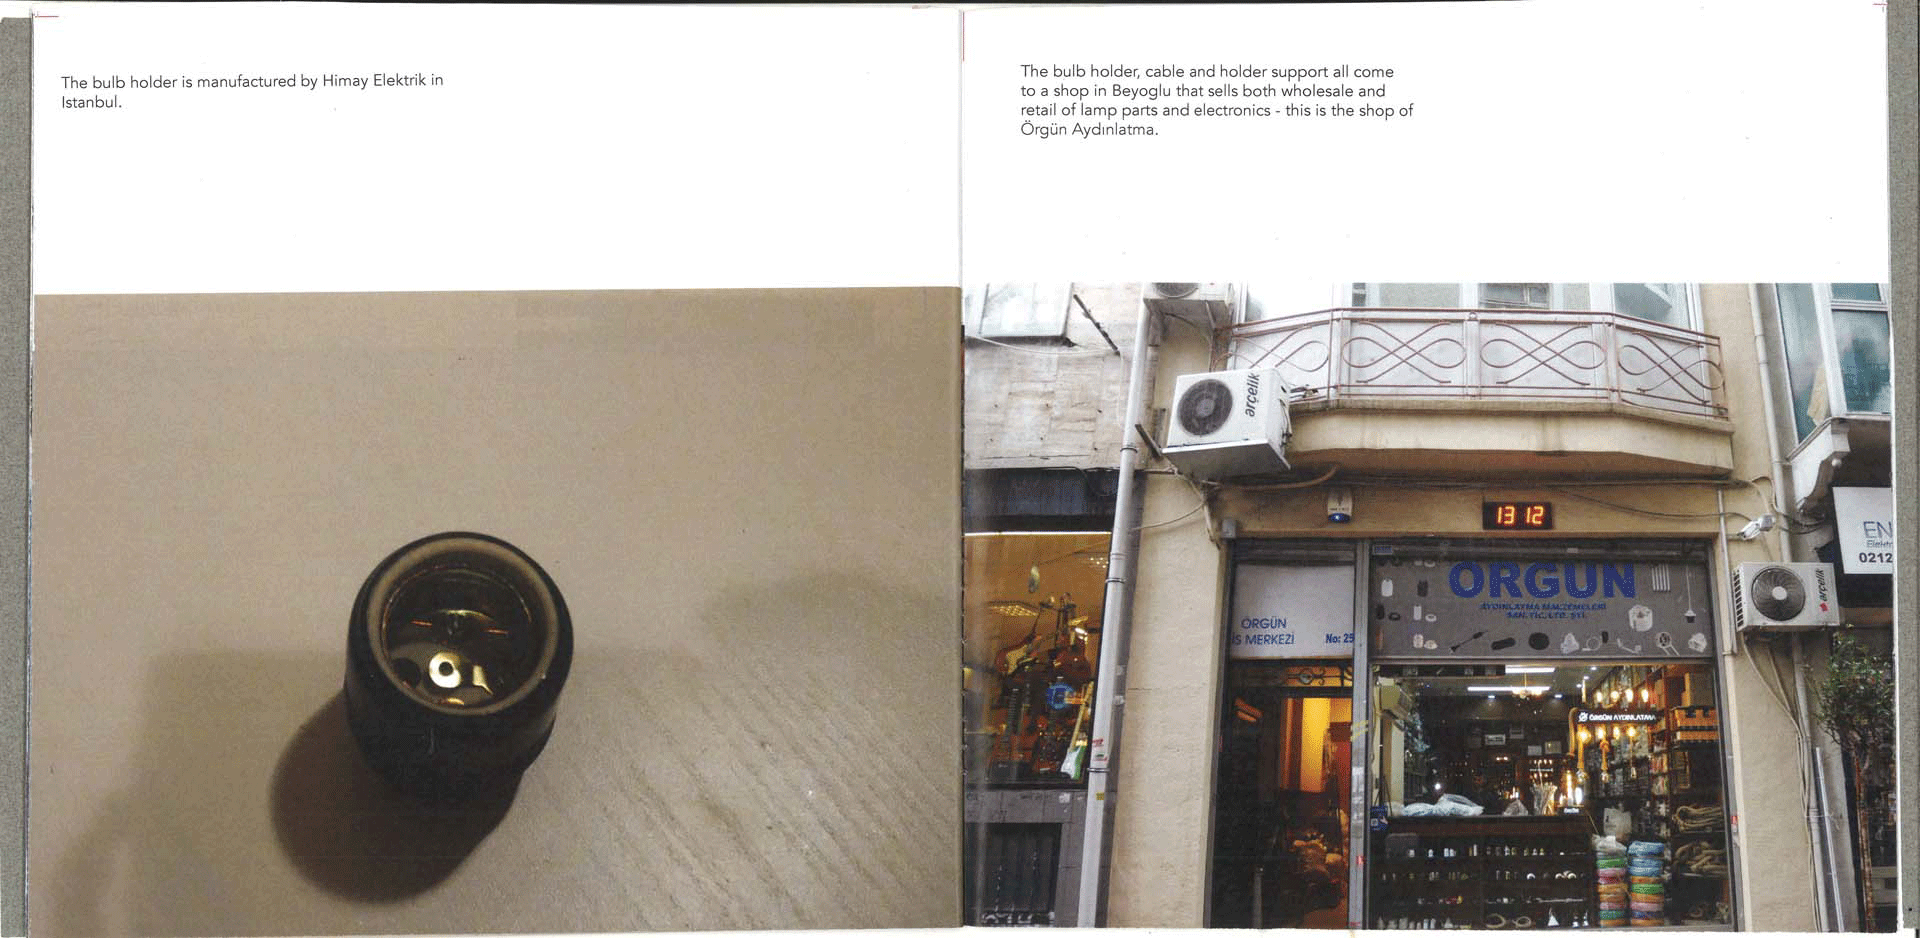 The bulb holder is manufactured by Himay Elektrik in
Istanbul.
The bulb holder, cable and holder support all come
to a shop in Beyoglu that sells both wholesale and
retail of lamp parts and electronics - this is the shop of
Örgün Aydınlatma.
arçelik
13 12
ÖRGÜN
AYDINLATMA MALZEMELERİ
SAN.TİC.LTD. ŞTİ.
ÖRGÜN
İŞ MERKEZİ No: 25
EN
Elektr
0212
arçelik
ÖRGÜN AYDINLATMA